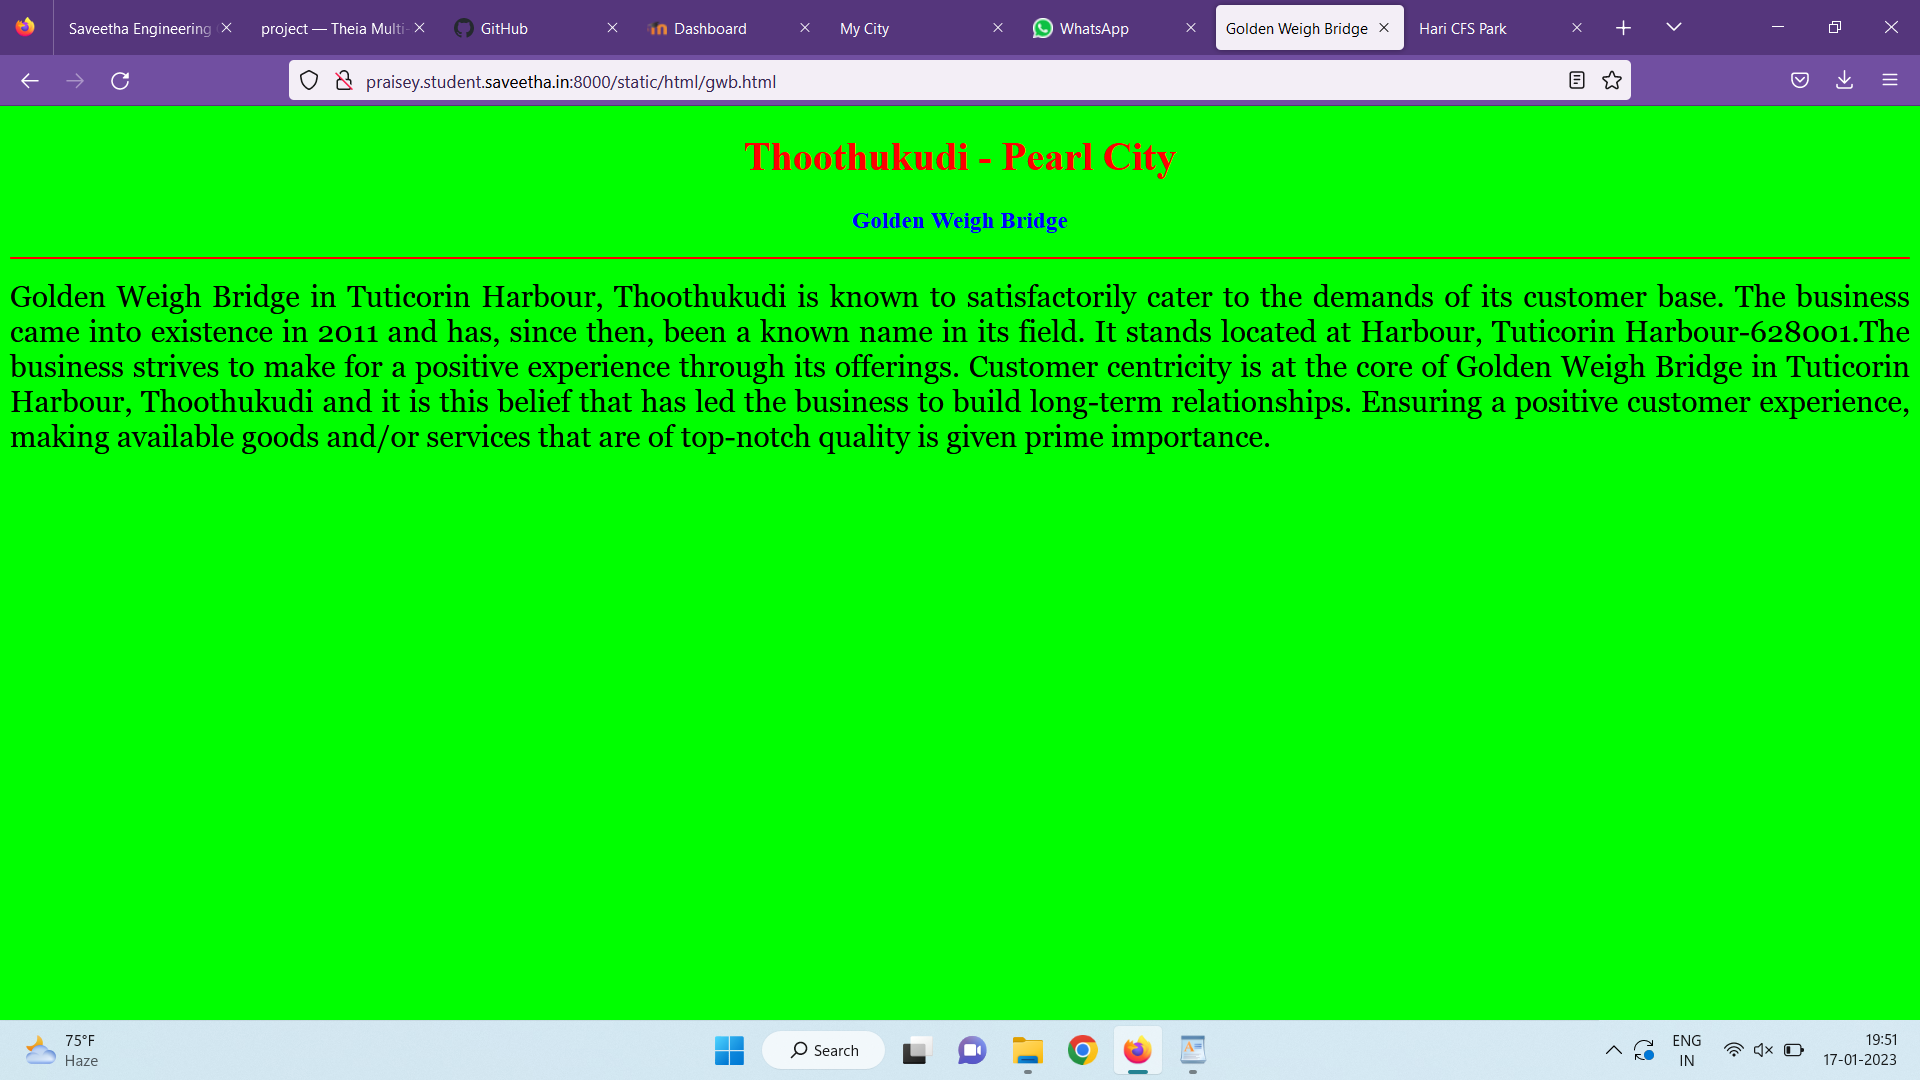 Saveetha Engineering
project — Theia Multi-
GitHub
Dashboard
My City
WhatsApp
Golden Weigh Bridge
Hari CFS Park
praisey.student.saveetha.in:8000/static/html/gwb.html
Thoothukudi - Pearl City
Golden Weigh Bridge
Golden Weigh Bridge in Tuticorin Harbour, Thoothukudi is known to satisfactorily cater to the demands of its customer base. The business
came into existence in 2011 and has, since then, been a known name in its field. It stands located at Harbour, Tuticorin Harbour-628001.The
business strives to make for a positive experience through its offerings. Customer centricity is at the core of Golden Weigh Bridge in Tuticorin
Harbour, Thoothukudi and it is this belief that has led the business to build long-term relationships. Ensuring a positive customer experience,
making available goods and/or services that are of top-notch quality is given prime importance.
75°F
Haze
Search
ENG
IN
19:51
17-01-2023